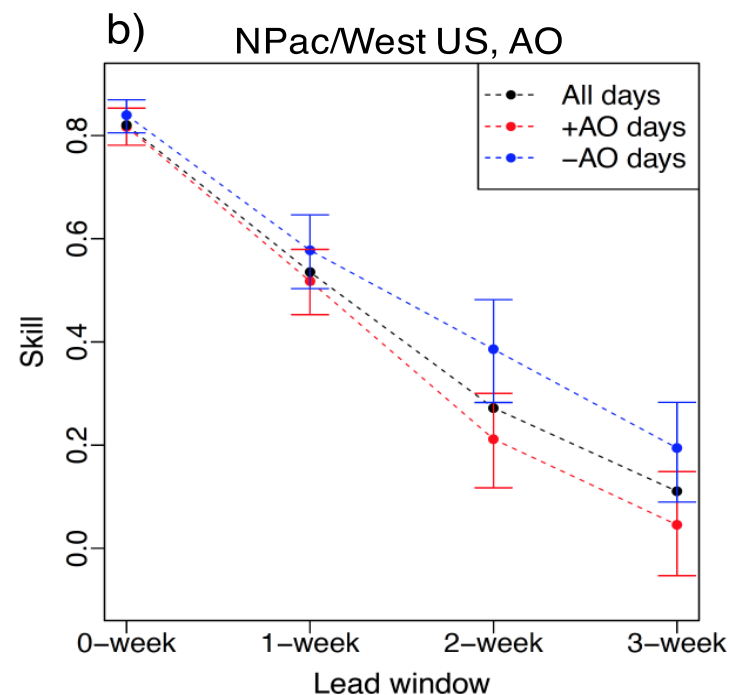 b)
NPac/West US, AO
All days
+AO days
−AO days
Skill
0.8
0.6
0.4
0.2
0.0
0−week
1−week
2−week
3−week
Lead window